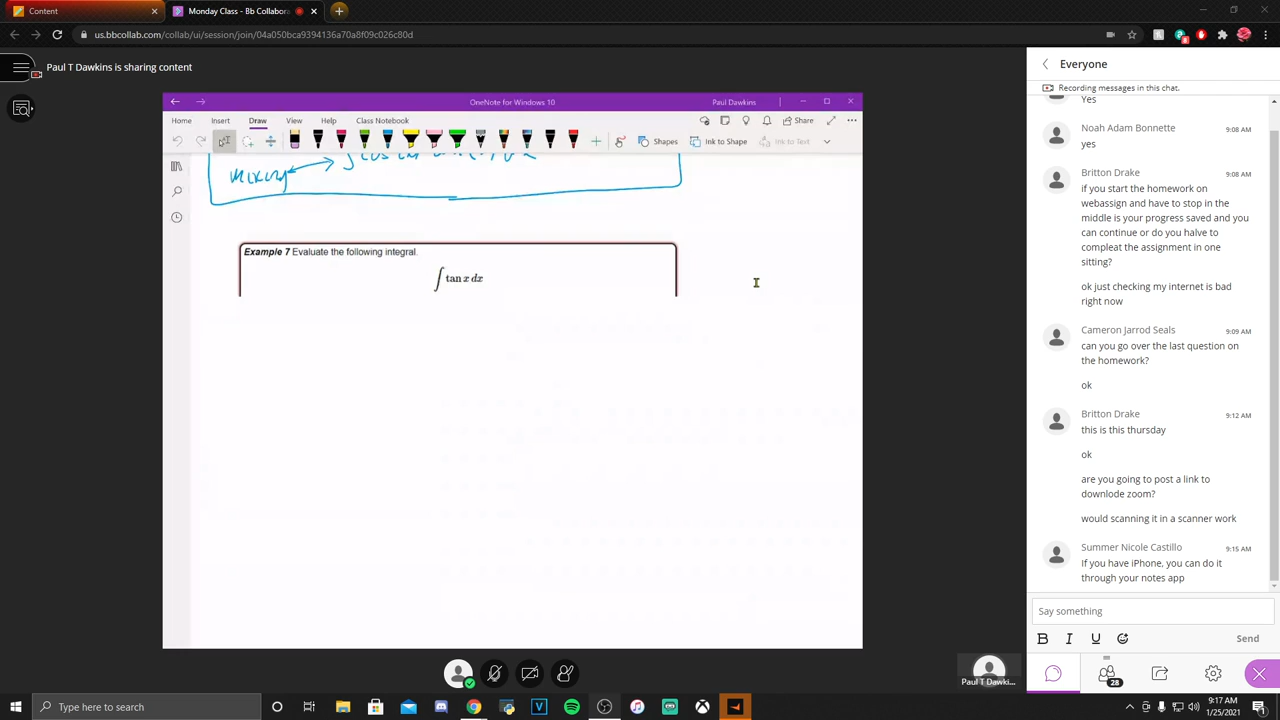 Content
Monday Class - Bb Collabora
us.bbcollab.com/collab/ui/session/join/04a050bca9394136a70a8f09c026c80d
Paul T Dawkins is sharing content
OneNote for Windows 10
Paul Dawkins
Home
Insert
Draw
View
Help
Class Notebook
Share
Shapes
Ink to Shape
Ink to Text
mixing
Example 7 Evaluate the following integral.
∫ tan x dx
Everyone
Recording messages in this chat.
Yes
Noah Adam Bonnette
9:08 AM
yes
Britton Drake
9:08 AM
if you start the homework on
webassign and have to stop in the
middle is your progress saved and you
can continue or do you halve to
compleat the assignment in one
sitting?
ok just checking my internet is bad
right now
Cameron Jarrod Seals
9:09 AM
can you go over the last question on
the homework?
ok
Britton Drake
9:12 AM
this is this thursday
ok
are you going to post a link to
downlode zoom?
would scanning it in a scanner work
Summer Nicole Castillo
9:15 AM
If you have iPhone, you can do it
through your notes app
Say something
B I U
Send
Paul T Dawki...
28
Type here to search
9:17 AM
1/25/2021